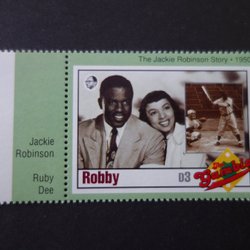 The Jackie Robinson Story • 1950
Jackie
Robinson
Ruby
Dee
Robby
D3